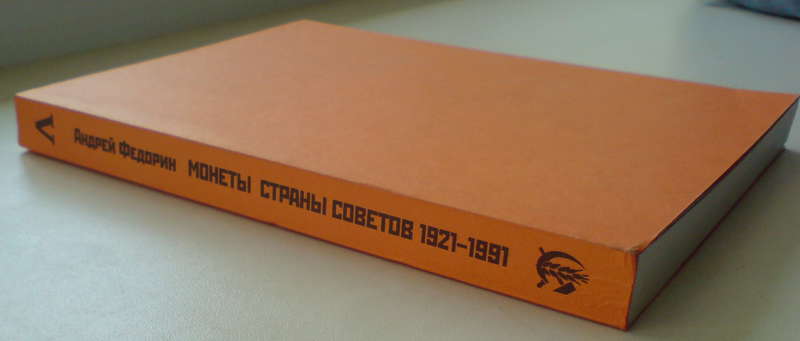 Λ Андрей Федорин МОНЕТЫ СТРАНЫ СОВЕТОВ 1921–1991